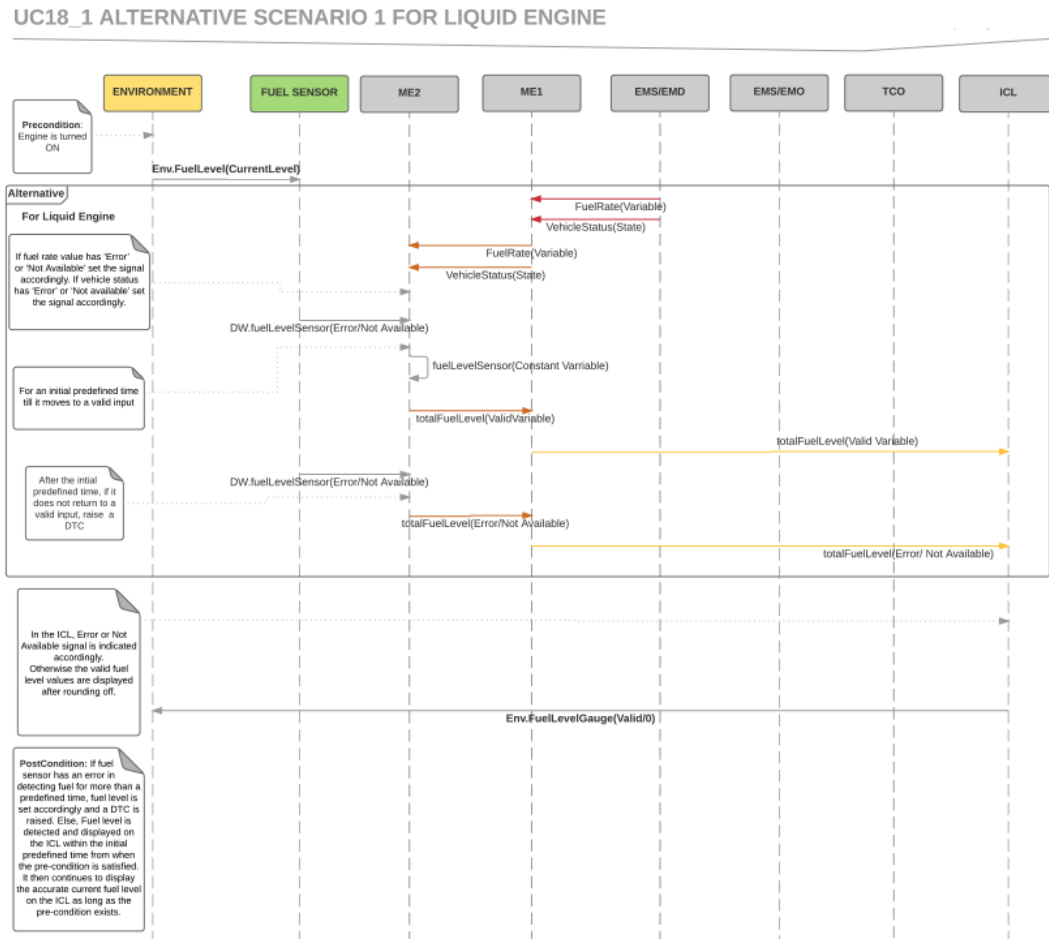 UC18_1 ALTERNATIVE SCENARIO 1 FOR LIQUID ENGINE
ENVIRONMENT
FUEL SENSOR
ME2
ME1
EMS/EMD
EMS/EMO
TCO
ICL
Precondition:
Engine is turned
ON
Env.FuelLevel(CurrentLevel)
Alternative
For Liquid Engine
FuelRate(Variable)
VehicleStatus(State)
FuelRate(Variable)
VehicleStatus(State)
If fuel rate value has 'Error'
or 'Not Available' set the signal
accordingly. If vehicle status
has 'Error' or 'Not available' set
the signal accordingly.
DW.fuelLevelSensor(Error/Not Available)
fuelLevelSensor(Constant Varriable)
For an initial predefined time
till it moves to a valid input
totalFuelLevel(ValidVariable)
totalFuelLevel(Valid Variable)
After the intial
predefined time, if it
does not return to a
valid input, raise a
DTC
DW.fuelLevelSensor(Error/Not Available)
totalFuelLevel(Error/Not Available)
totalFuelLevel(Error/ Not Available)
In the ICL, Error or Not
Available signal is indicated
accordingly.
Otherwise the valid fuel
level values are displayed
after rounding off.
Env.FuelLevelGauge(Valid/0)
PostCondition: If fuel
sensor has an error in
detecting fuel for more than a
predefined time, fuel level is
set accordingly and a DTC is
raised. Else, Fuel level is
detected and displayed on
the ICL within the initial
predefined time from when
the pre-condition is satisfied.
It then continues to display
the accurate current fuel level
on the ICL as long as the
pre-condition exists.